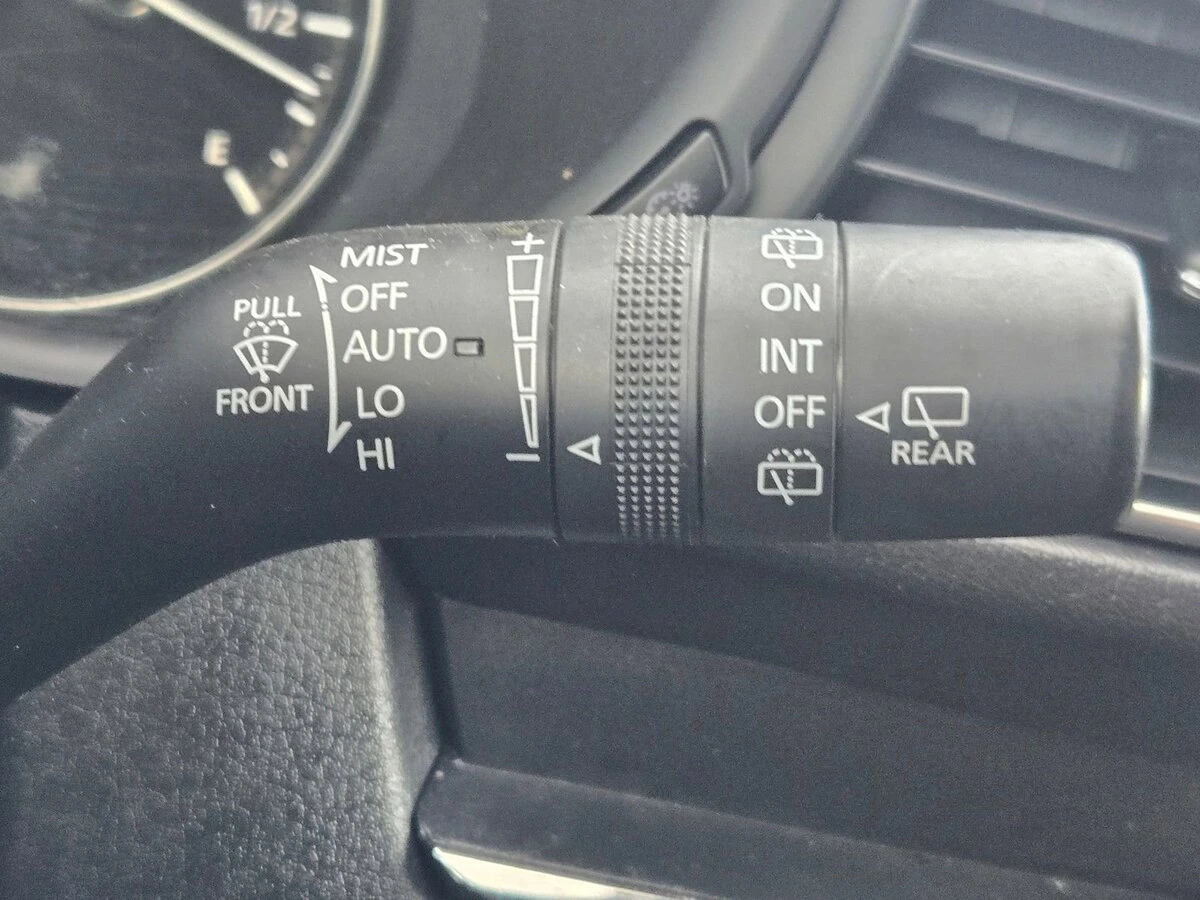 1/2
E
PULL
FRONT
MIST
OFF
AUTO
LO
HI
+
−
ON
INT
OFF
REAR